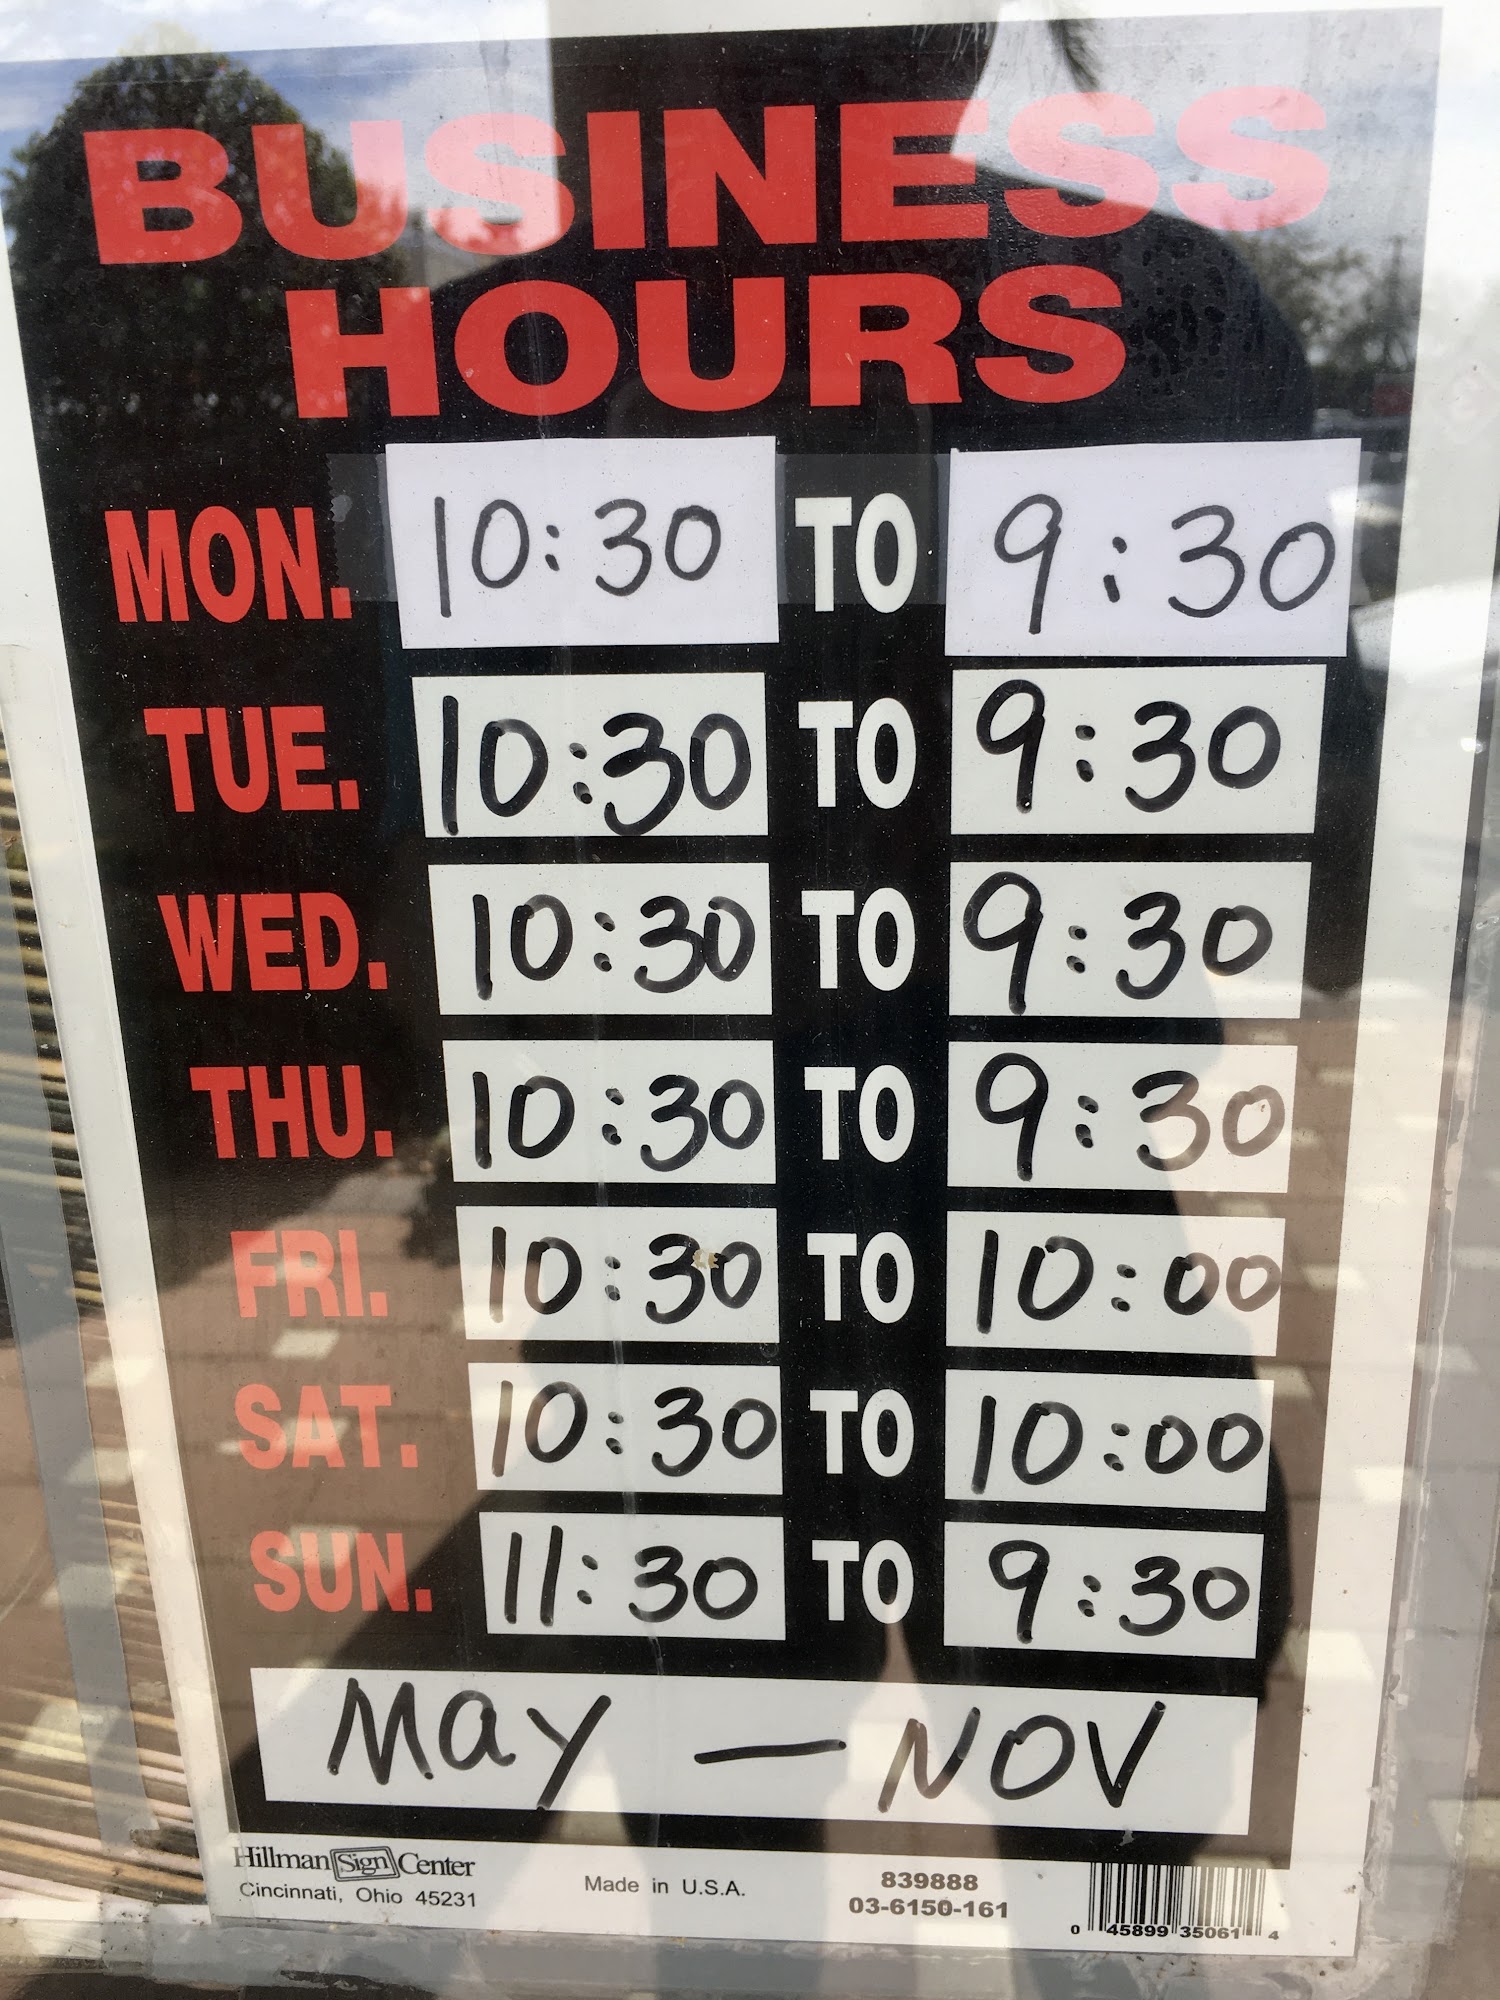 BUSINESS
HOURS
MON. 10:30 TO 9:30
TUE. 10:30 TO 9:30
WED. 10:30 TO 9:30
THU. 10:30 TO 9:30
FRI. 10:30 TO 10:00
SAT. 10:30 TO 10:00
SUN. 11:30 TO 9:30
May — NOV
Hillman Sign Center
Cincinnati, Ohio 45231
Made in U.S.A.
839888
03-6150-161
0 45899 35061 4